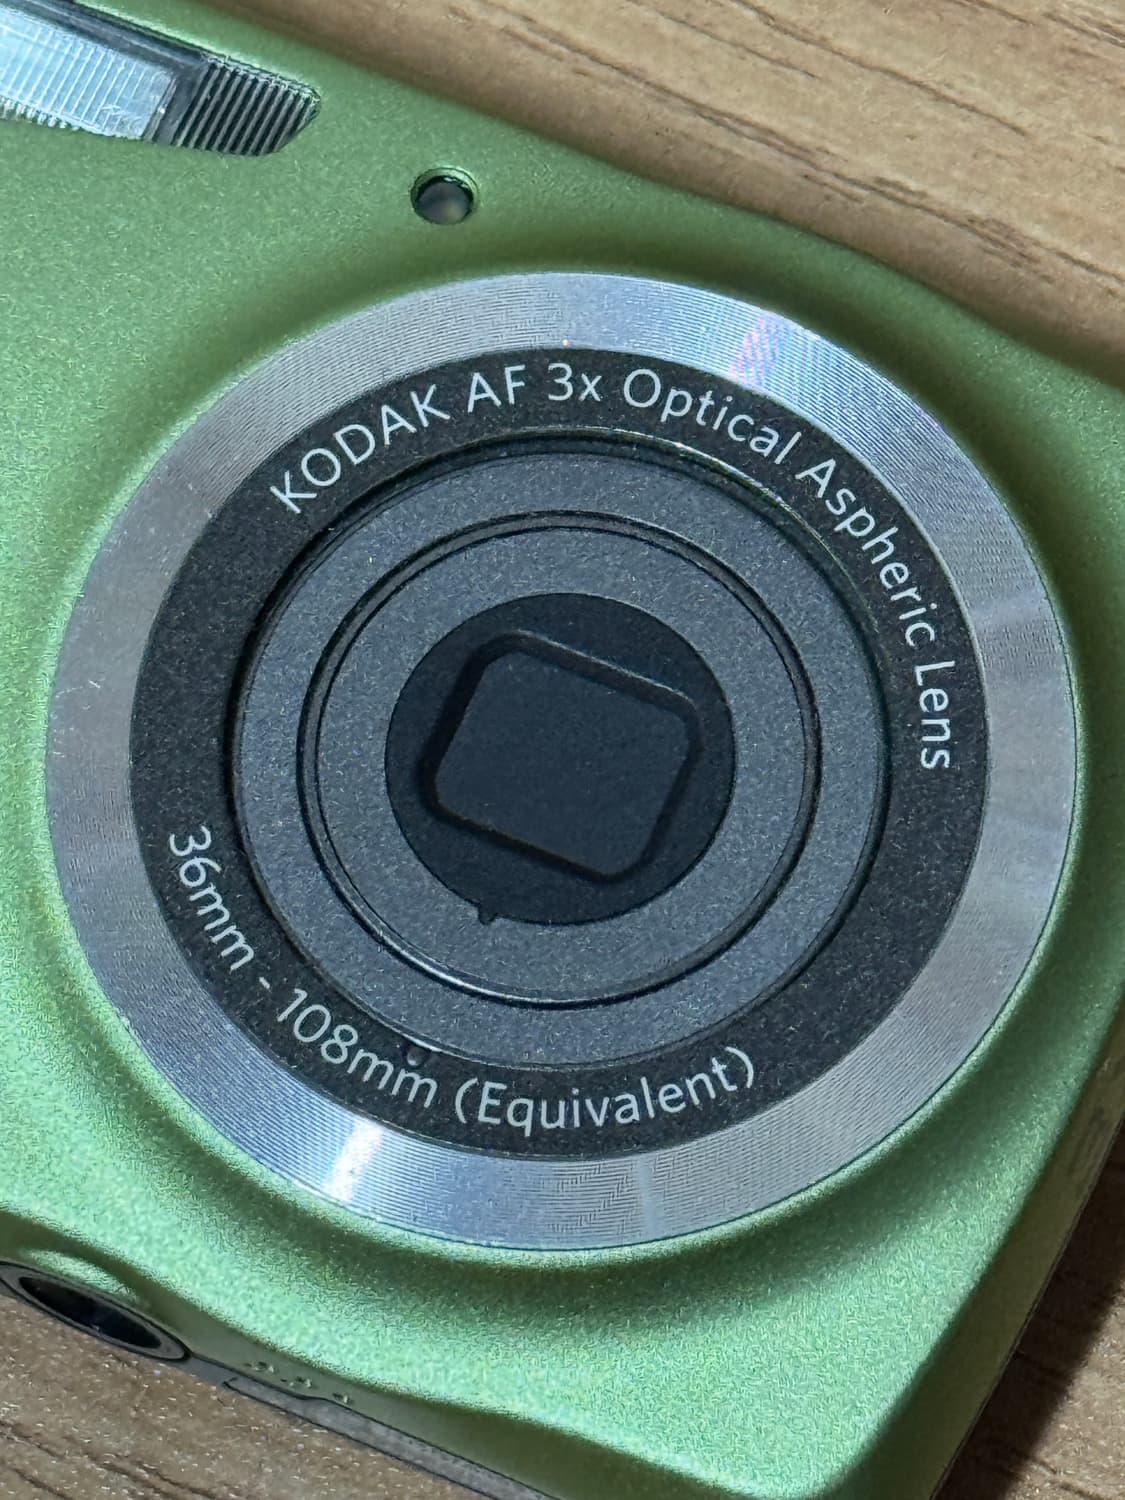 KODAK AF 3x Optical Aspheric Lens
36mm - 108mm (Equivalent)